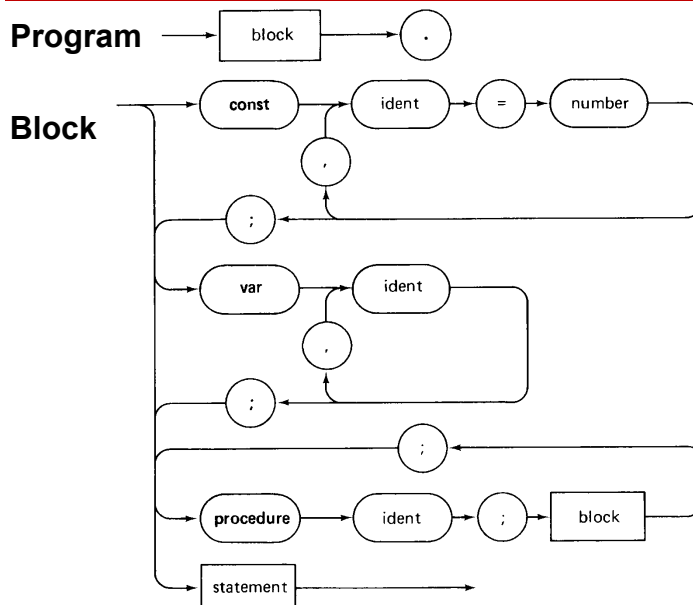 Program block .
const ident = number
Block
,
;
var ident
,
;
;
procedure ident ; block
statement